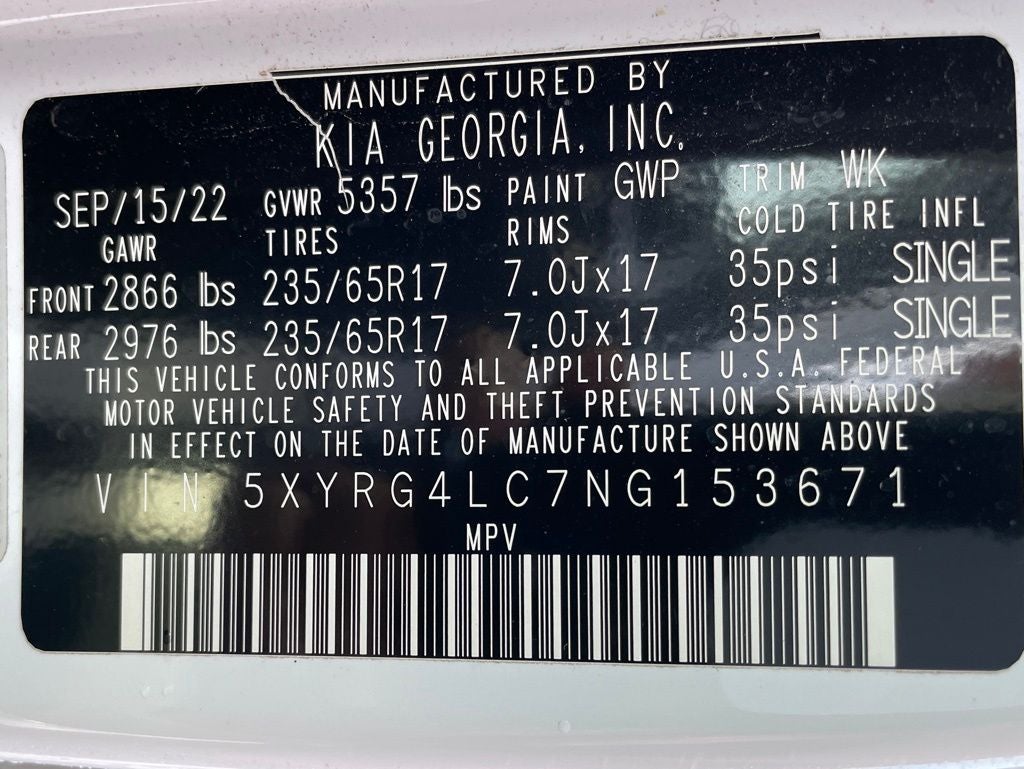 MANUFACTURED BY
KIA GEORGIA, INC.
SEP/15/22 GVWR 5357 lbs PAINT GWP TRIM WK
GAWR TIRES RIMS COLD TIRE INFL
FRONT 2866 lbs 235/65R17 7.0Jx17 35psi SINGLE
REAR 2976 lbs 235/65R17 7.0Jx17 35psi SINGLE
THIS VEHICLE CONFORMS TO ALL APPLICABLE U.S.A. FEDERAL
MOTOR VEHICLE SAFETY AND THEFT PREVENTION STANDARDS
IN EFFECT ON THE DATE OF MANUFACTURE SHOWN ABOVE
VIN 5XYRG4LC7NG153671
MPV